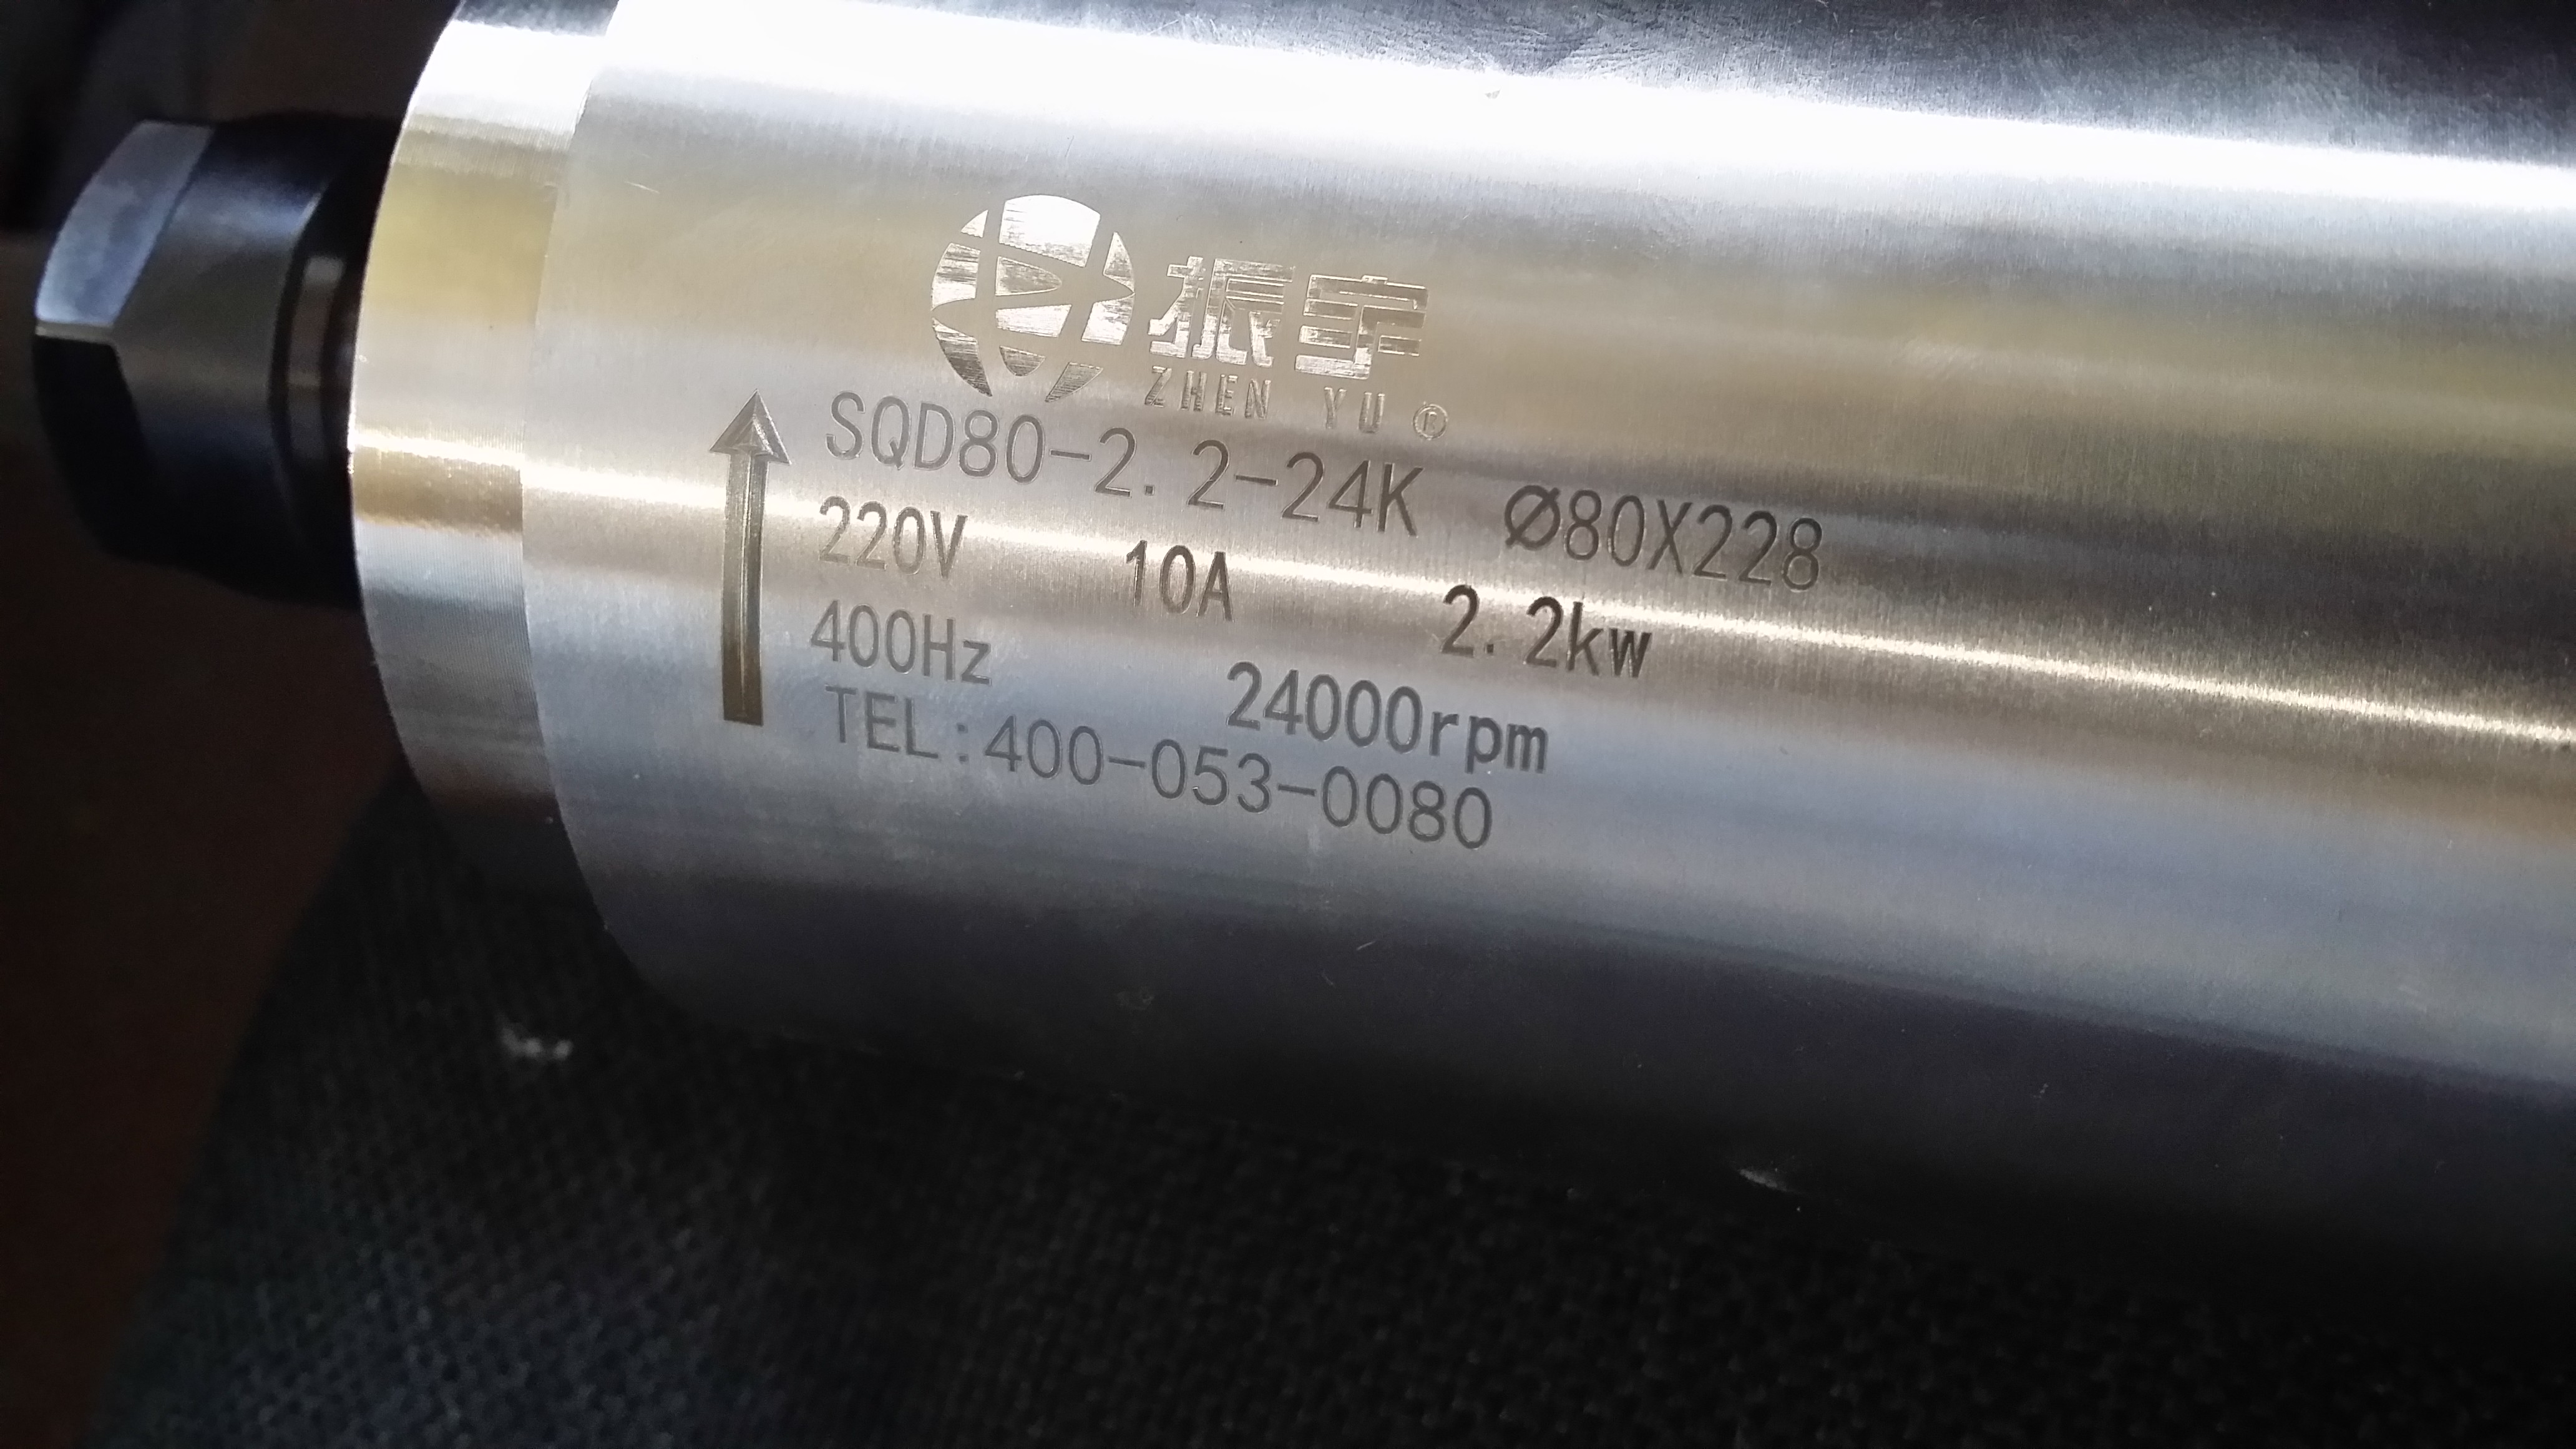 振宇
ZHEN YU ®
SQD80-2.2-24K Ø80X228
220V 10A 2.2kw
400Hz 24000rpm
TEL:400-053-0080